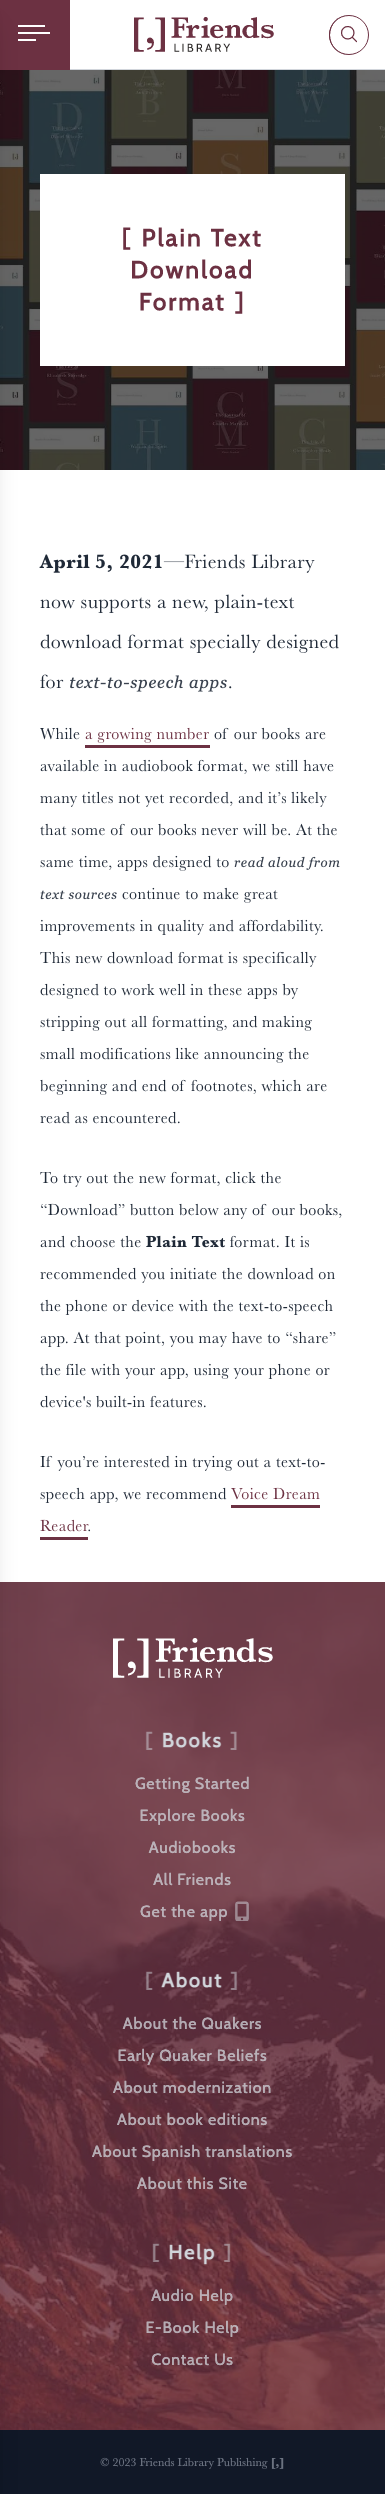 [,] Friends
LIBRARY
[ Plain Text
Download
Format ]
April 5, 2021—Friends Library
now supports a new, plain-text
download format specially designed
for text-to-speech apps.
While a growing number of our books are
available in audiobook format, we still have
many titles not yet recorded, and it’s likely
that some of our books never will be. At the
same time, apps designed to read aloud from
text sources continue to make great
improvements in quality and affordability.
This new download format is specifically
designed to work well in these apps by
stripping out all formatting, and making
small modifications like announcing the
beginning and end of footnotes, which are
read as encountered.
To try out the new format, click the
“Download” button below any of our books,
and choose the Plain Text format. It is
recommended you initiate the download on
the phone or device with the text-to-speech
app. At that point, you may have to “share”
the file with your app, using your phone or
device's built-in features.
If you’re interested in trying out a text-to-
speech app, we recommend Voice Dream
Reader.
[,] Friends
LIBRARY
[ Books ]
Getting Started
Explore Books
Audiobooks
All Friends
Get the app
[ About ]
About the Quakers
Early Quaker Beliefs
About modernization
About book editions
About Spanish translations
About this Site
[ Help ]
Audio Help
E-Book Help
Contact Us
© 2023 Friends Library Publishing [,]